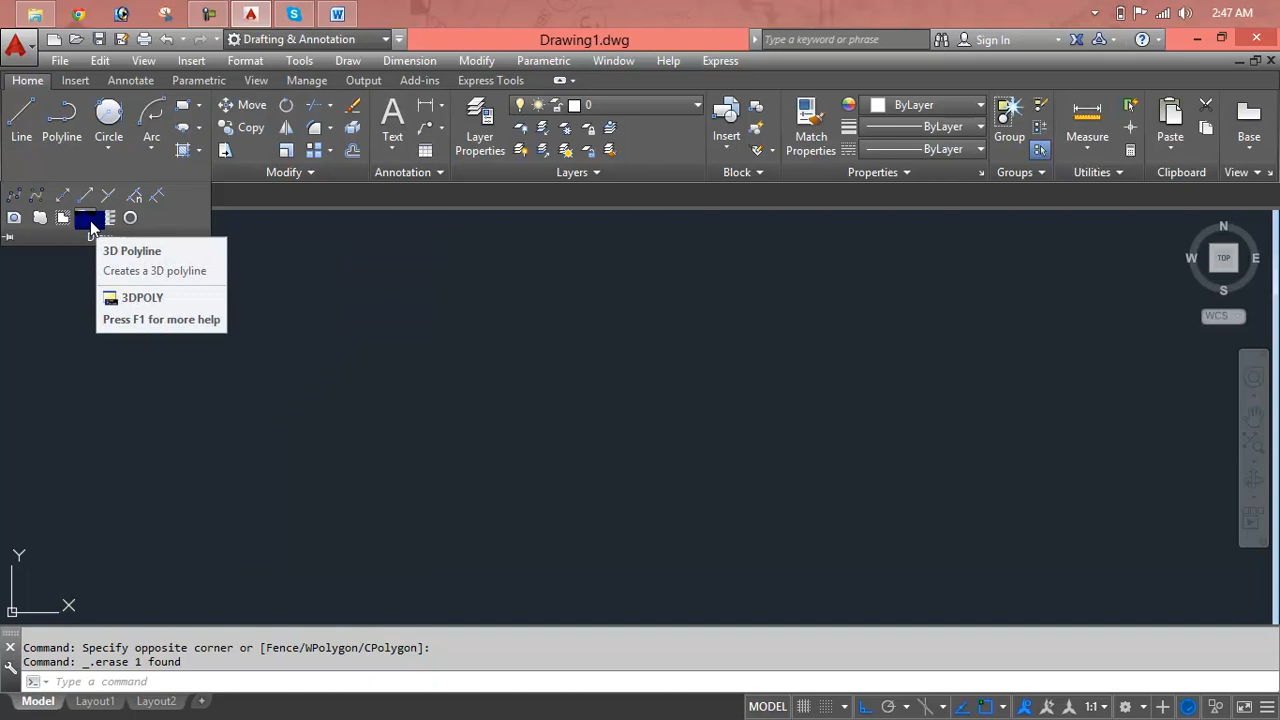 2:47 AM
Drafting & Annotation
Drawing1.dwg
Type a keyword or phrase
Sign In
File
Edit
View
Insert
Format
Tools
Draw
Dimension
Modify
Parametric
Window
Help
Express
Home
Insert
Annotate
Parametric
View
Manage
Output
Add-ins
Express Tools
Line
Polyline
Circle
Arc
Move
Copy
Modify
Text
Annotation
Layer
Properties
0
Layers
Insert
Block
Match
Properties
ByLayer
ByLayer
ByLayer
Properties
Group
Groups
Measure
Utilities
Paste
Clipboard
Base
View
3D Polyline
Creates a 3D polyline
3DPOLY
Press F1 for more help
N
W
TOP
E
S
WCS
Y
X
Command: Specify opposite corner or [Fence/WPolygon/CPolygon]:
Command: _.erase 1 found
Type a command
Model
Layout1
Layout2
MODEL
1:1